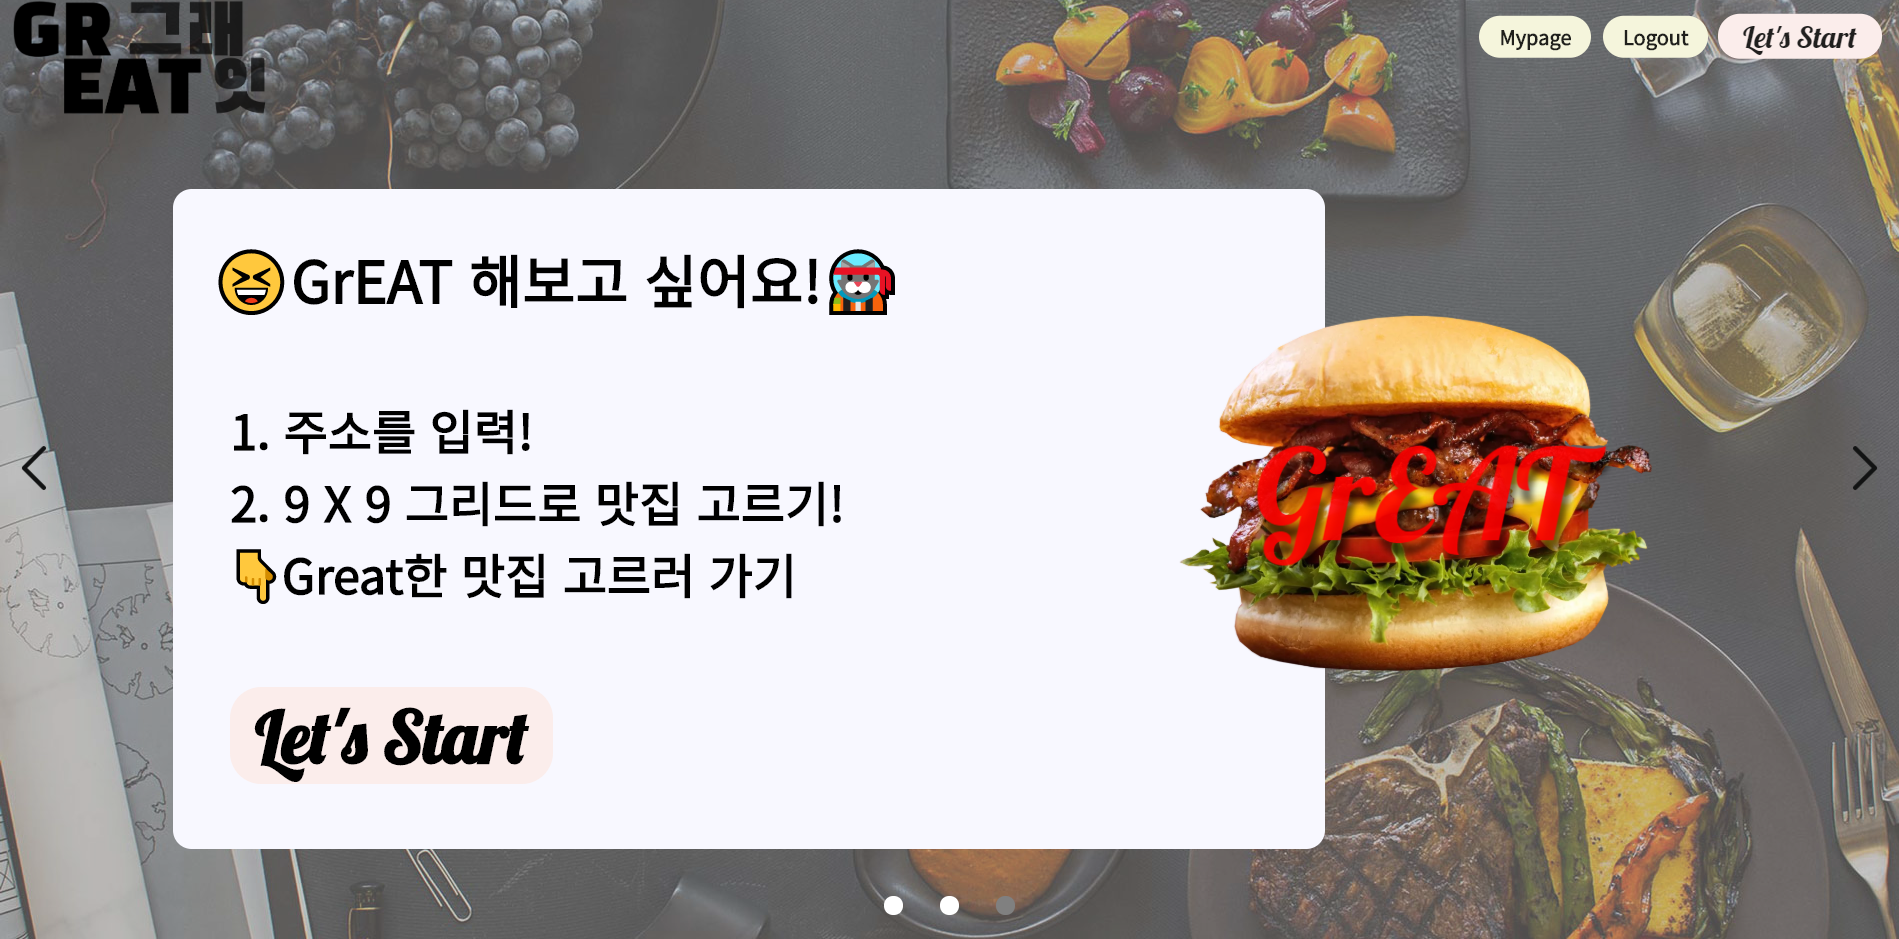 GR 그래
EAT 잇
Mypage
Logout
Let's Start
😆GrEAT 해보고 싶어요!
1. 주소를 입력!
2. 9 X 9 그리드로 맛집 고르기!
👇Great한 맛집 고르러 가기
GrEAT
Let's Start